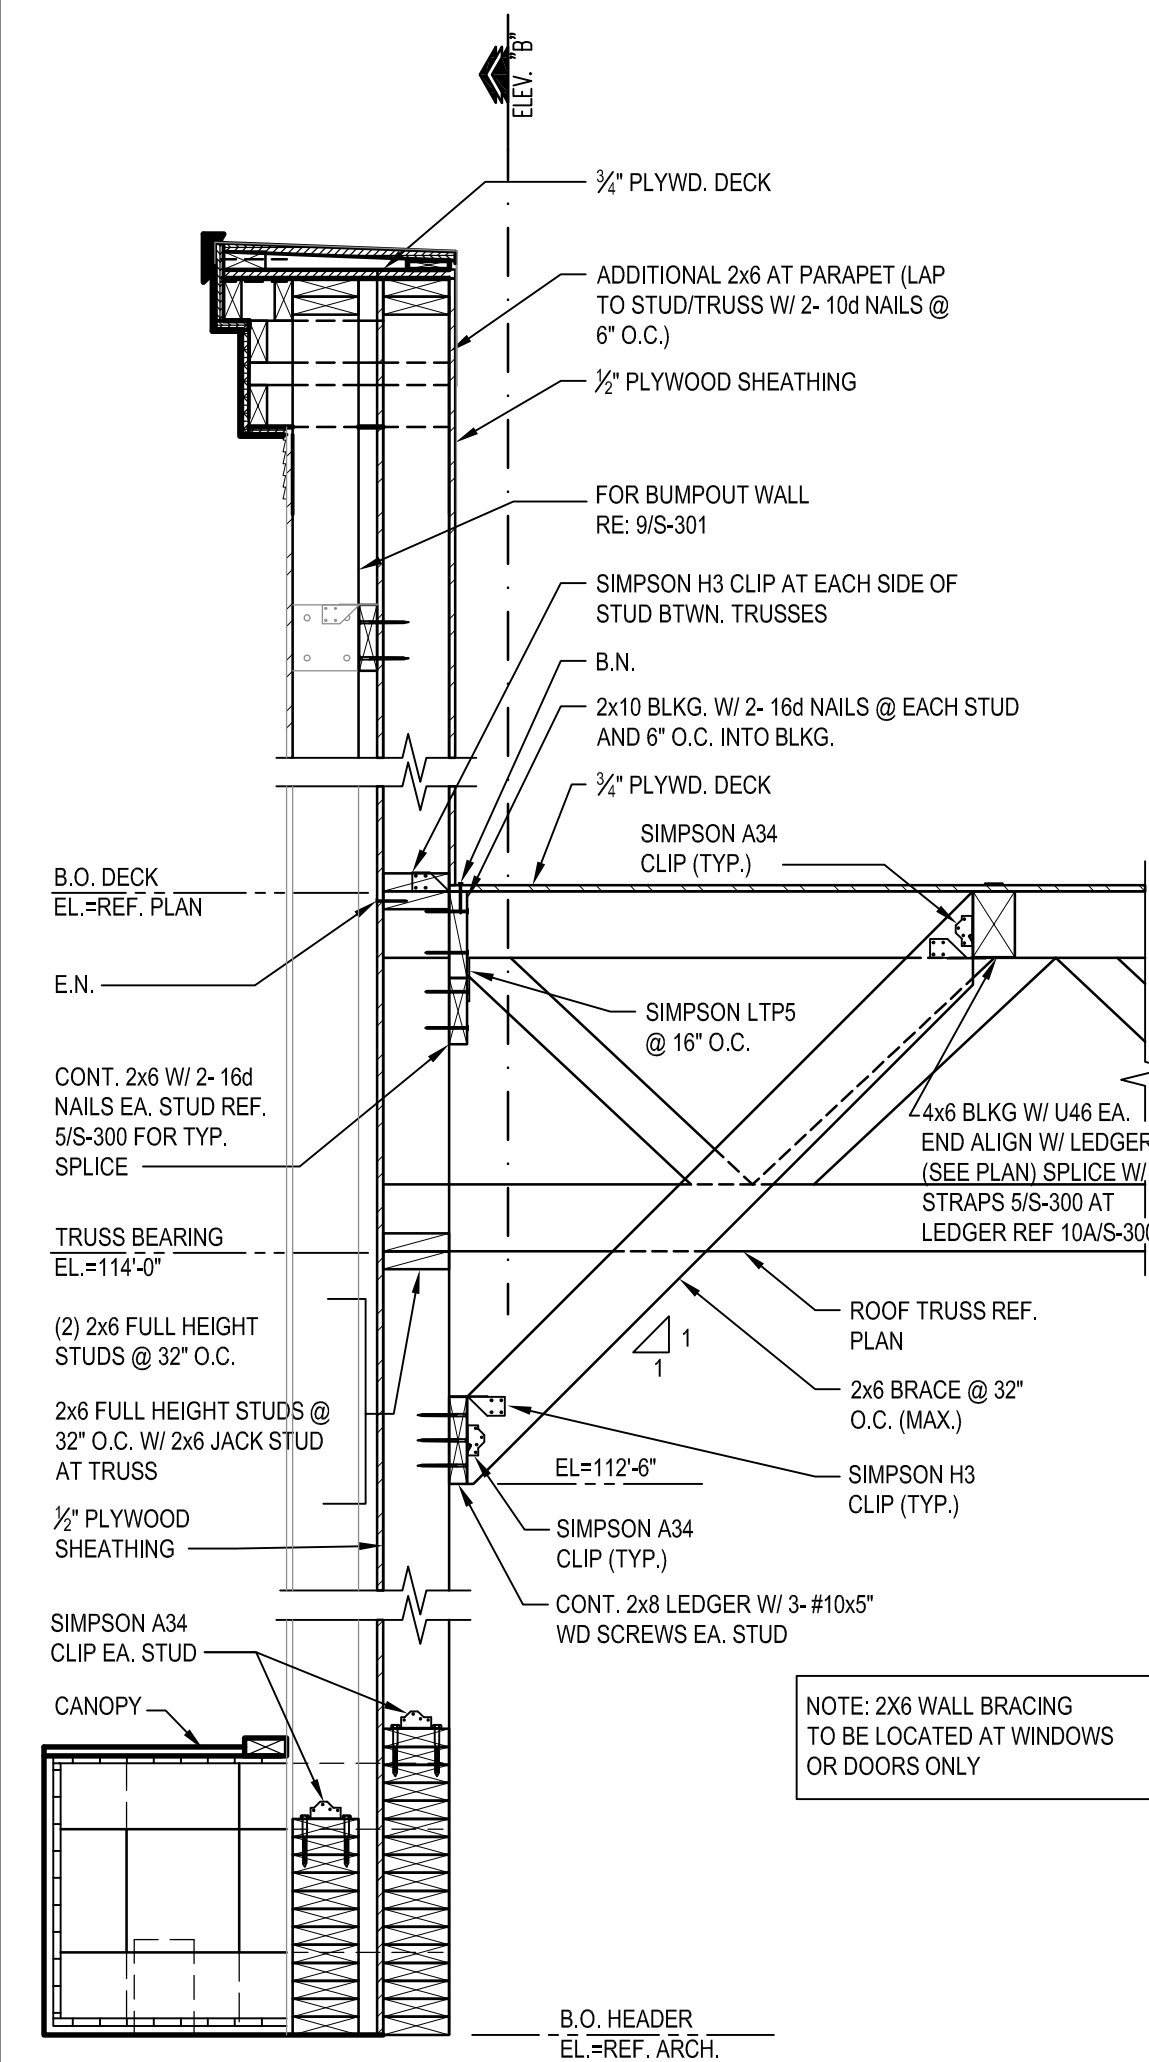 ELEV. "B"
3/4" PLYWD. DECK
ADDITIONAL 2x6 AT PARAPET (LAP
TO STUD/TRUSS W/ 2- 10d NAILS @
6" O.C.)
1/2" PLYWOOD SHEATHING
FOR BUMPOUT WALL
RE: 9/S-301
SIMPSON H3 CLIP AT EACH SIDE OF
STUD BTWN. TRUSSES
B.N.
2x10 BLKG. W/ 2- 16d NAILS @ EACH STUD
AND 6" O.C. INTO BLKG.
3/4" PLYWD. DECK
SIMPSON A34
CLIP (TYP.)
B.O. DECK
EL.=REF. PLAN
E.N.
SIMPSON LTP5
@ 16" O.C.
CONT. 2x6 W/ 2- 16d
NAILS EA. STUD REF.
5/S-300 FOR TYP.
SPLICE
4x6 BLKG W/ U46 EA.
END ALIGN W/ LEDGER
(SEE PLAN) SPLICE W/
STRAPS 5/S-300 AT
LEDGER REF 10A/S-300
TRUSS BEARING
EL.=114'-0"
(2) 2x6 FULL HEIGHT
STUDS @ 32" O.C.
ROOF TRUSS REF.
PLAN
1
1
2x6 BRACE @ 32"
O.C. (MAX.)
2x6 FULL HEIGHT STUDS @
32" O.C. W/ 2x6 JACK STUD
AT TRUSS
EL=112'-6"
SIMPSON H3
CLIP (TYP.)
1/2" PLYWOOD
SHEATHING
SIMPSON A34
CLIP (TYP.)
CONT. 2x8 LEDGER W/ 3- #10x5"
WD SCREWS EA. STUD
SIMPSON A34
CLIP EA. STUD
CANOPY
NOTE: 2X6 WALL BRACING
TO BE LOCATED AT WINDOWS
OR DOORS ONLY
B.O. HEADER
EL.=REF. ARCH.